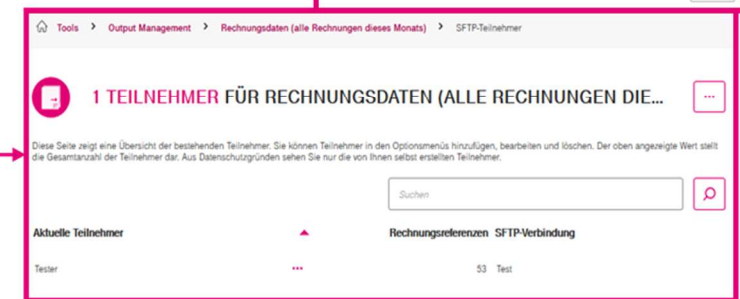 Tools > Output Management > Rechnungsdaten (alle Rechnungen dieses Monats) > SFTP-Teilnehmer
1 TEILNEHMER FÜR RECHNUNGSDATEN (ALLE RECHNUNGEN DIE... ...
Diese Seite zeigt eine Übersicht der bestehenden Teilnehmer. Sie können Teilnehmer in den Optionsmenüs hinzufügen, bearbeiten und löschen. Der oben angezeigte Wert stellt
die Gesamtanzahl der Teilnehmer dar. Aus Datenschutzgründen sehen Sie nur die von Ihnen selbst erstellten Teilnehmer.
Suchen
Aktuelle Teilnehmer Rechnungsreferenzen SFTP-Verbindung
Tester ... 53 Test